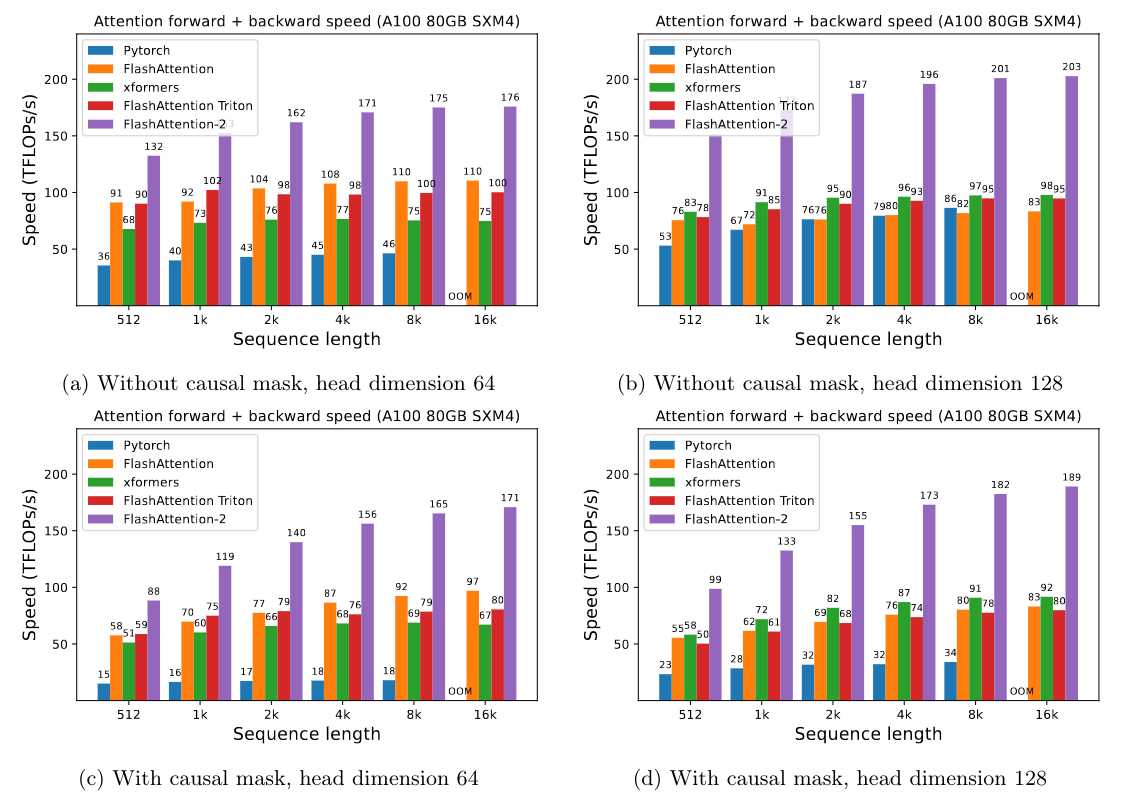 Attention forward + backward speed (A100 80GB SXM4)
Speed (TFLOPs/s)
200
150
100
50
Pytorch
FlashAttention
xformers
FlashAttention Triton
FlashAttention-2
36 91 68 90 132
40 92 73 102
43 104 76 98 162
45 108 77 98 171
46 110 75 100 175
OOM 110 75 100 176
512 1k 2k 4k 8k 16k
Sequence length
(a) Without causal mask, head dimension 64
Attention forward + backward speed (A100 80GB SXM4)
Speed (TFLOPs/s)
200
150
100
50
Pytorch
FlashAttention
xformers
FlashAttention Triton
FlashAttention-2
53 76 83 78
67 72 91 85
76 76 95 90 187
79 80 96 93 196
86 82 97 95 201
OOM 83 98 95 203
512 1k 2k 4k 8k 16k
Sequence length
(b) Without causal mask, head dimension 128
Attention forward + backward speed (A100 80GB SXM4)
Speed (TFLOPs/s)
200
150
100
50
Pytorch
FlashAttention
xformers
FlashAttention Triton
FlashAttention-2
15 58 51 59 88
16 70 60 75 119
17 77 66 79 140
18 87 68 76 156
18 92 69 79 165
OOM 97 67 80 171
512 1k 2k 4k 8k 16k
Sequence length
(c) With causal mask, head dimension 64
Attention forward + backward speed (A100 80GB SXM4)
Speed (TFLOPs/s)
200
150
100
50
Pytorch
FlashAttention
xformers
FlashAttention Triton
FlashAttention-2
23 55 58 50 99
28 62 72 61 133
32 69 82 68 155
32 76 87 74 173
34 80 91 78 182
OOM 83 92 80 189
512 1k 2k 4k 8k 16k
Sequence length
(d) With causal mask, head dimension 128